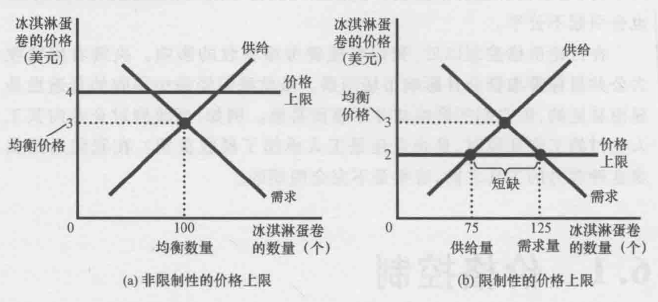 冰淇淋蛋
卷的价格
(美元)
供给
4
价格
上限
3
均衡价格
需求
0
100
均衡数量
冰淇淋蛋卷
的数量（个）
(a) 非限制性的价格上限
冰淇淋蛋
卷的价格
(美元)
供给
均衡
价格
3
2
价格
上限
短缺
需求
0
75
供给量
125
需求量
冰淇淋蛋卷
的数量（个）
(b) 限制性的价格上限